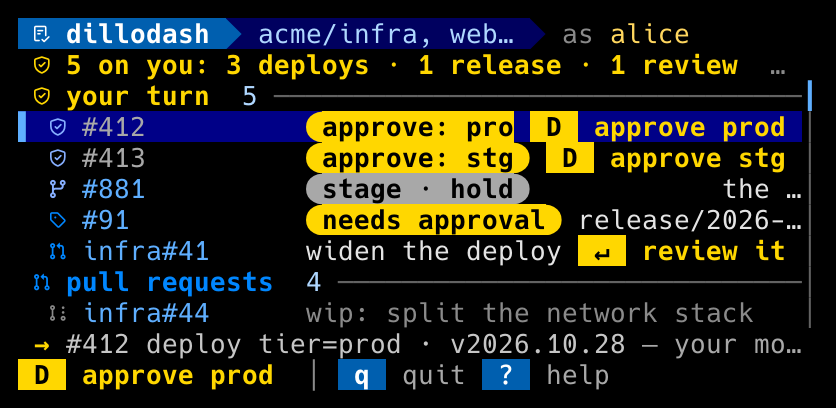 dillodash acme/infra, web… as alice
5 on you: 3 deploys · 1 release · 1 review …
your turn 5
#412 approve: pro D approve prod
#413 approve: stg D approve stg
#881 stage · hold the …
#91 needs approval release/2026-…
infra#41 widen the deploy ↵ review it
pull requests 4
infra#44 wip: split the network stack
→ #412 deploy tier=prod · v2026.10.28 — your mo…
D approve prod │ q quit ? help